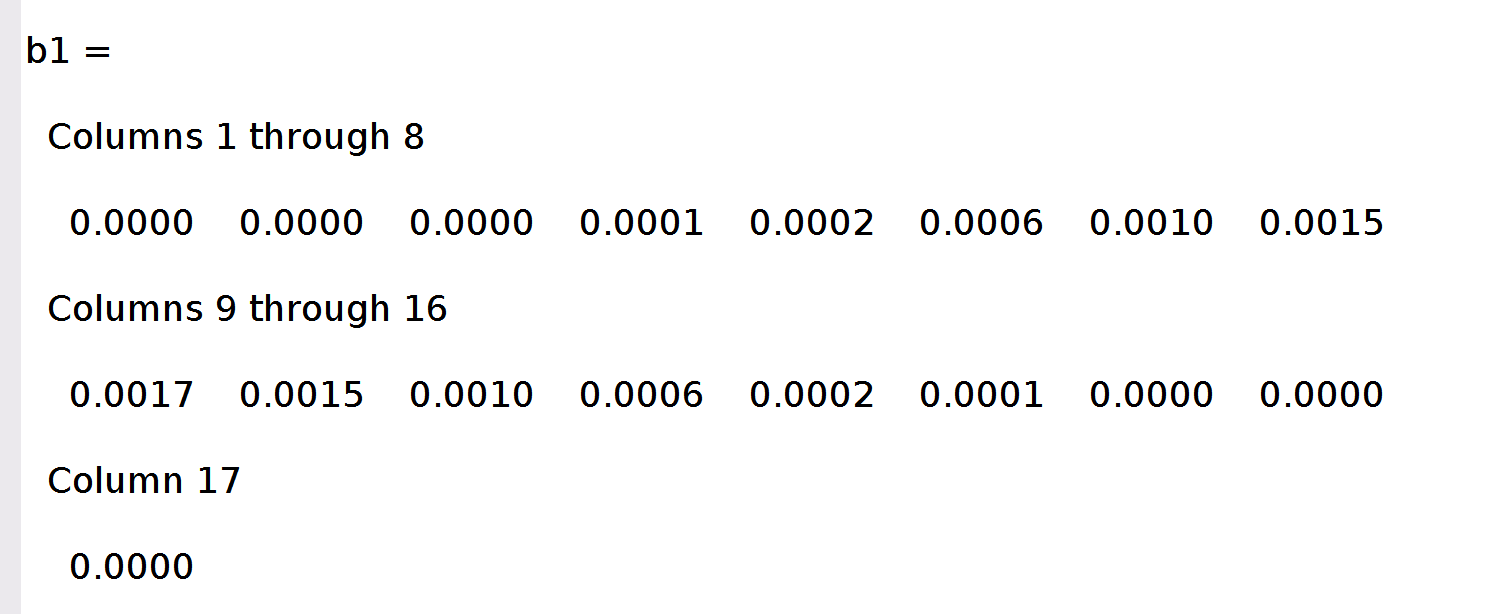 b1 =
Columns 1 through 8
0.0000 0.0000 0.0000 0.0001 0.0002 0.0006 0.0010 0.0015
Columns 9 through 16
0.0017 0.0015 0.0010 0.0006 0.0002 0.0001 0.0000 0.0000
Column 17
0.0000